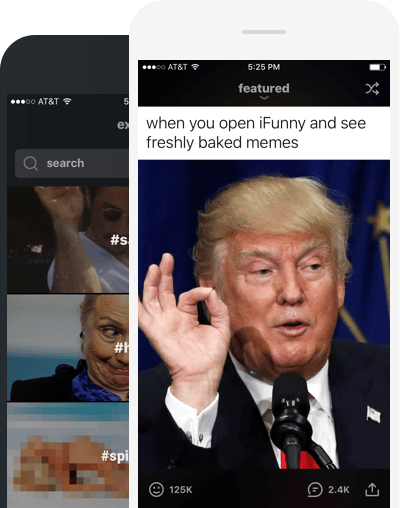 ●●●○○ AT&T 5:25 PM
featured
when you open iFunny and see
freshly baked memes
125K 2.4K
●●●○○ AT&T 5
ex
search
#sa
#h
#spi